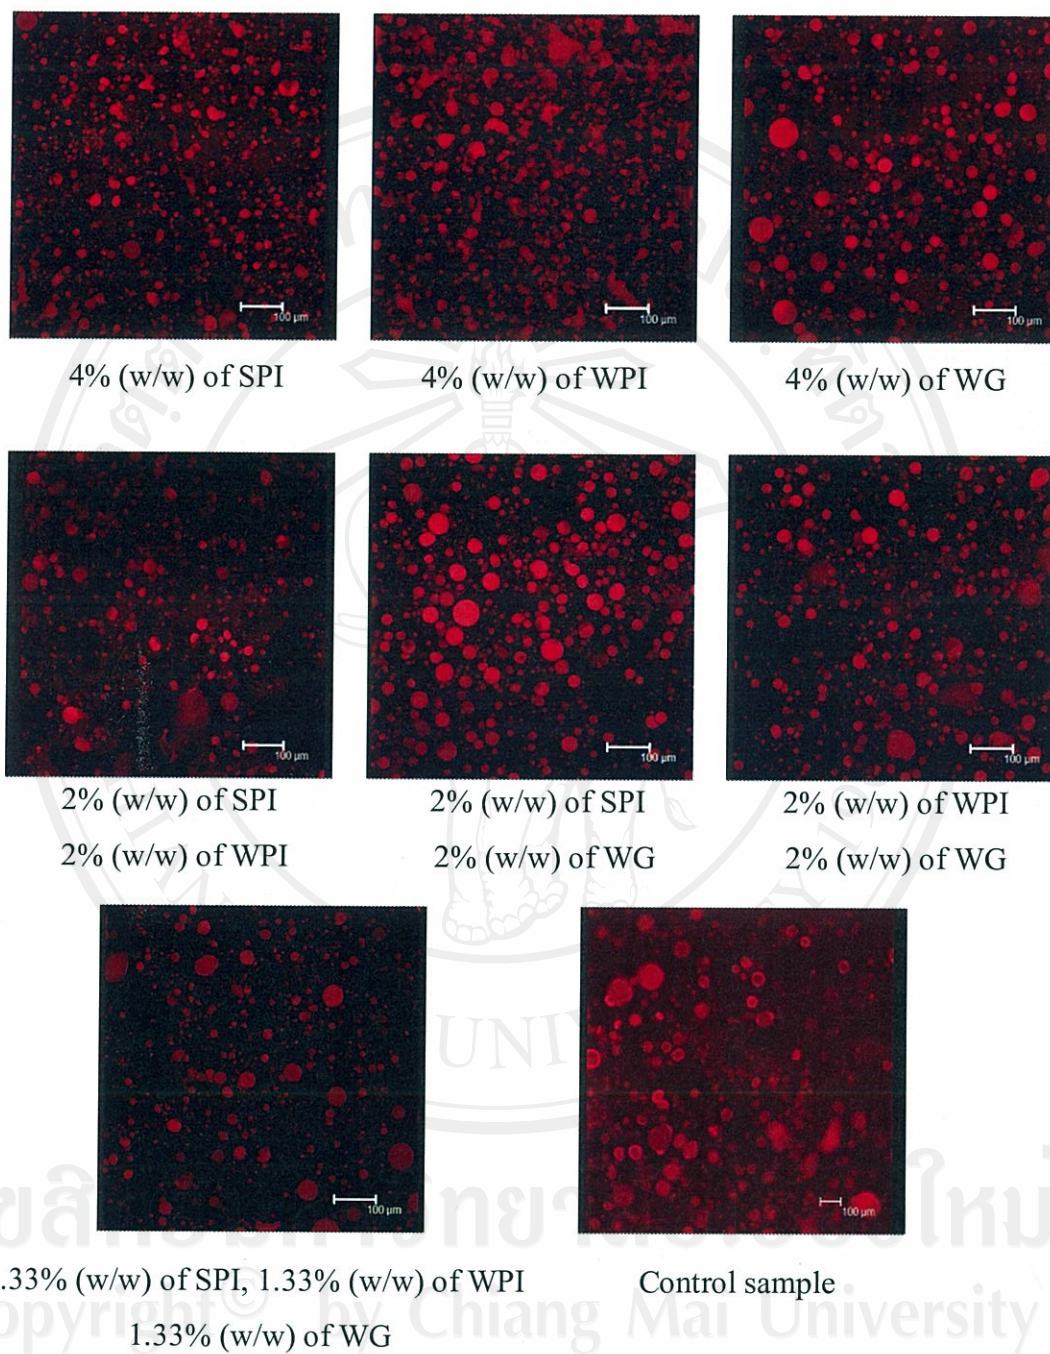 100 µm 100 µm 100 µm
4% (w/w) of SPI 4% (w/w) of WPI 4% (w/w) of WG
100 µm 100 µm 100 µm
2% (w/w) of SPI 2% (w/w) of SPI 2% (w/w) of WPI
2% (w/w) of WPI 2% (w/w) of WG 2% (w/w) of WG
100 µm 100 µm
.33% (w/w) of SPI, 1.33% (w/w) of WPI Control sample
opyright© by Chiang Mai University
1.33% (w/w) of WG